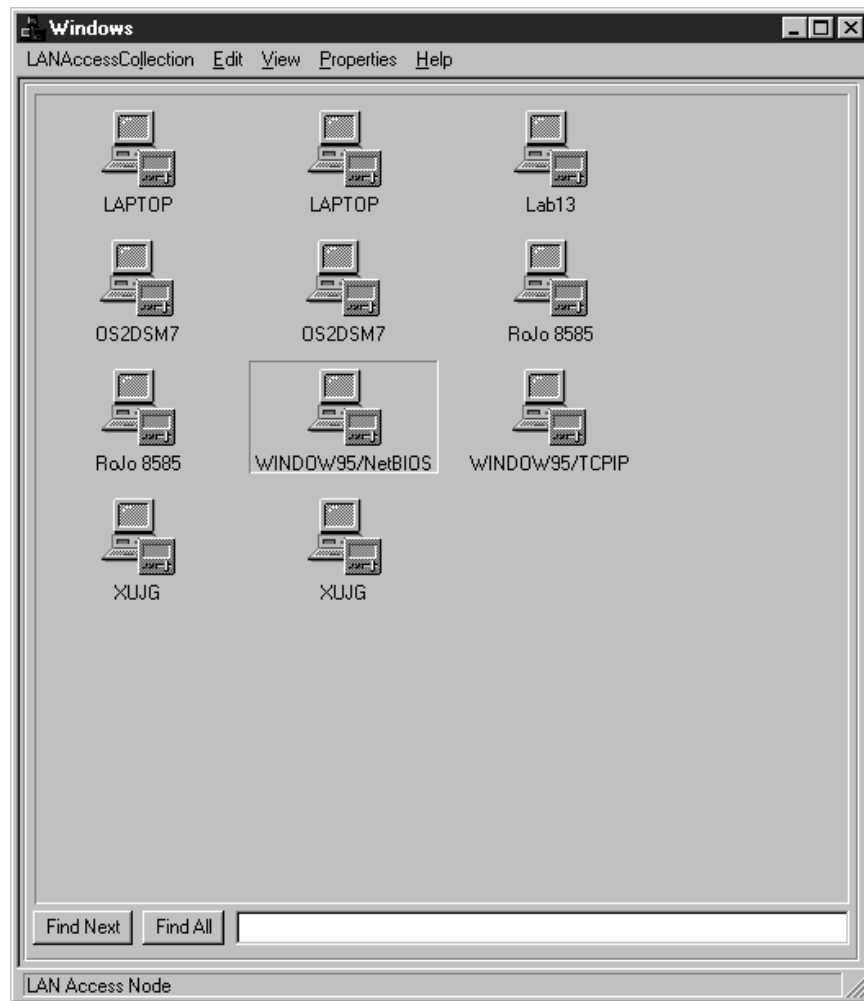 Windows
LANAccessCollection Edit View Properties Help
LAPTOP LAPTOP Lab13
OS2DSM7 OS2DSM7 RoJo 8585
RoJo 8585 WINDOW95/NetBIOS WINDOW95/TCPIP
XUJG XUJG
Find Next Find All
LAN Access Node